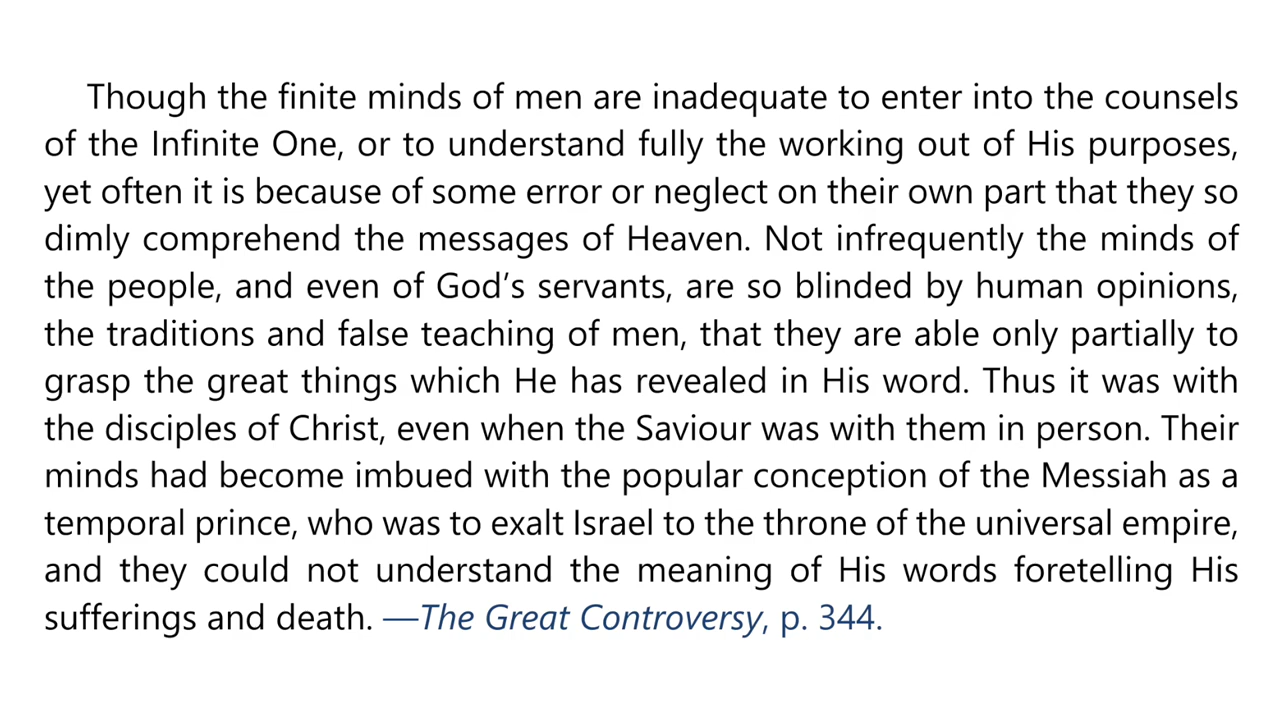 Though the finite minds of men are inadequate to enter into the counsels
of the Infinite One, or to understand fully the working out of His purposes,
yet often it is because of some error or neglect on their own part that they so
dimly comprehend the messages of Heaven. Not infrequently the minds of
the people, and even of God’s servants, are so blinded by human opinions,
the traditions and false teaching of men, that they are able only partially to
grasp the great things which He has revealed in His word. Thus it was with
the disciples of Christ, even when the Saviour was with them in person. Their
minds had become imbued with the popular conception of the Messiah as a
temporal prince, who was to exalt Israel to the throne of the universal empire,
and they could not understand the meaning of His words foretelling His
sufferings and death. —The Great Controversy, p. 344.